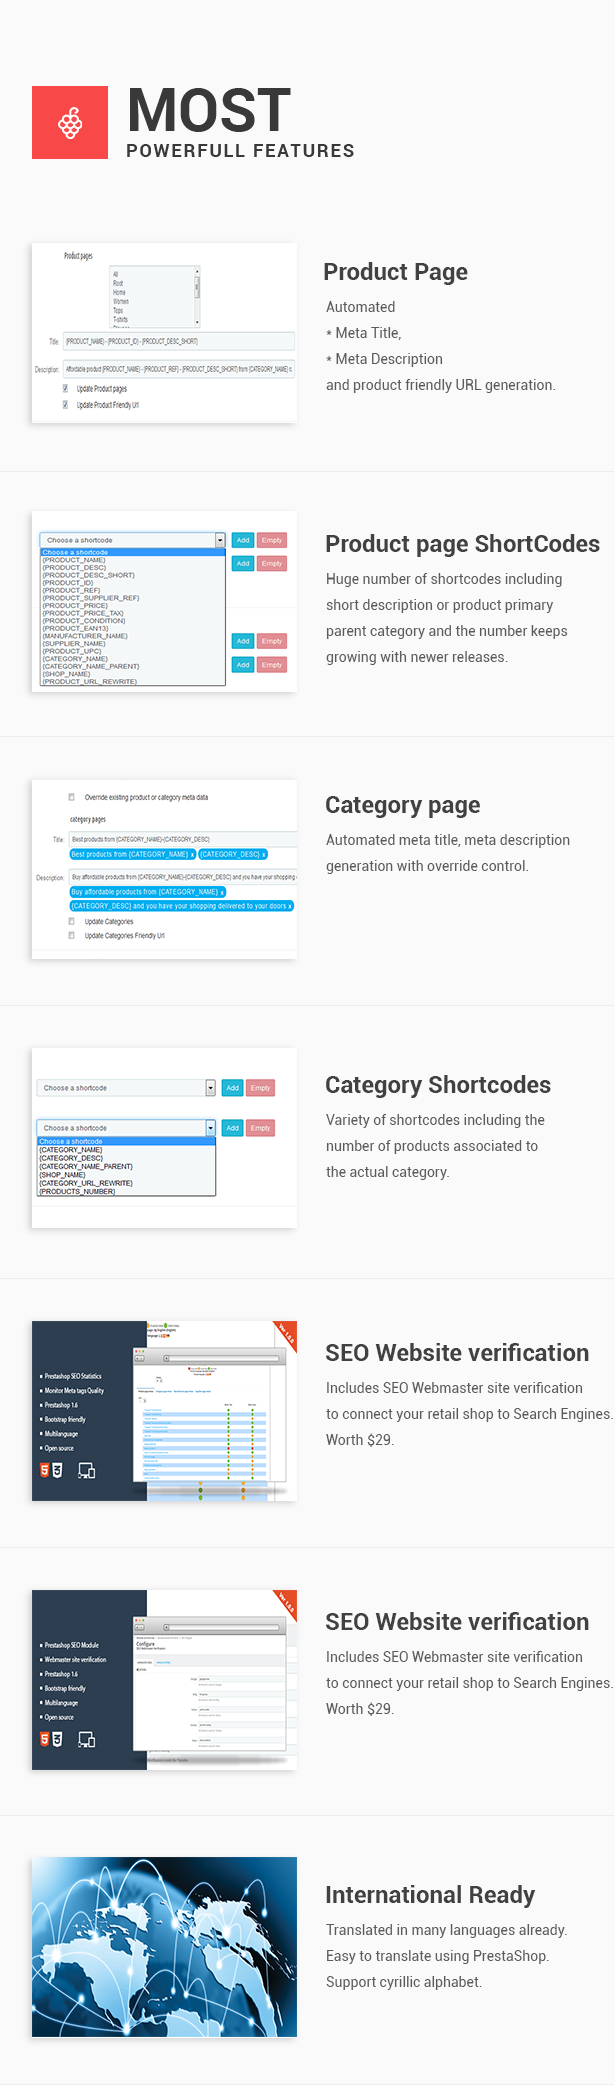 MOST
POWERFULL FEATURES
Product pages
All
Root
Home
Women
Tops
T-shirts
Title:
{PRODUCT_NAME} - {PRODUCT_ID} - {PRODUCT_DESC_SHORT}
Description:
Affordable product {PRODUCT_NAME} - {PRODUCT_REF} - {PRODUCT_DESC_SHORT} from {CATEGORY_NAME}
Update Product pages
Update Product Friendly Url
Product Page
Automated
* Meta Title,
* Meta Description
and product friendly URL generation.
Choose a shortcode
Add
Empty
Choose a shortcode
{PRODUCT_NAME}
{PRODUCT_DESC}
{PRODUCT_DESC_SHORT}
{PRODUCT_ID}
{PRODUCT_REF}
{PRODUCT_SUPPLIER_REF}
{PRODUCT_PRICE}
{PRODUCT_PRICE_TAX}
{PRODUCT_CONDITION}
{PRODUCT_EAN13}
{MANUFACTURER_NAME}
{SUPPLIER_NAME}
{PRODUCT_UPC}
{CATEGORY_NAME}
{CATEGORY_NAME_PARENT}
{SHOP_NAME}
{PRODUCT_URL_REWRITE}
Add
Empty
Add
Empty
Add
Empty
Product page ShortCodes
Huge number of shortcodes including
short description or product primary
parent category and the number keeps
growing with newer releases.
Override existing product or category meta data
category pages
Title:
Best products from {CATEGORY_NAME}-{CATEGORY_DESC}
Best products from {CATEGORY_NAME} x
{CATEGORY_DESC} x
Description:
Buy affordable products from {CATEGORY_NAME}-{CATEGORY_DESC} and you have your shopping
Buy affordable products from {CATEGORY_NAME} x
{CATEGORY_DESC} and you have your shopping delivered to your doors x
Update Categories
Update Categories Friendly Url
Category page
Automated meta title, meta description
generation with override control.
Choose a shortcode
Add
Empty
Choose a shortcode
Add
Empty
Choose a shortcode
{CATEGORY_NAME}
{CATEGORY_DESC}
{CATEGORY_NAME_PARENT}
{SHOP_NAME}
{CATEGORY_URL_REWRITE}
{PRODUCTS_NUMBER}
Category Shortcodes
Variety of shortcodes including the
number of products associated to
the actual category.
Prestashop SEO Statistics
Monitor Meta tags Quality
Prestashop 1.6
Bootstrap friendly
Multilanguage
Open source
SEO Website verification
Includes SEO Webmaster site verification
to connect your retail shop to Search Engines.
Worth $29.
Prestashop SEO Module
Webmaster site verification
Prestashop 1.6
Bootstrap friendly
Multilanguage
Open source
Configure
SEO Website verification
Includes SEO Webmaster site verification
to connect your retail shop to Search Engines.
Worth $29.
International Ready
Translated in many languages already.
Easy to translate using PrestaShop.
Support cyrillic alphabet.